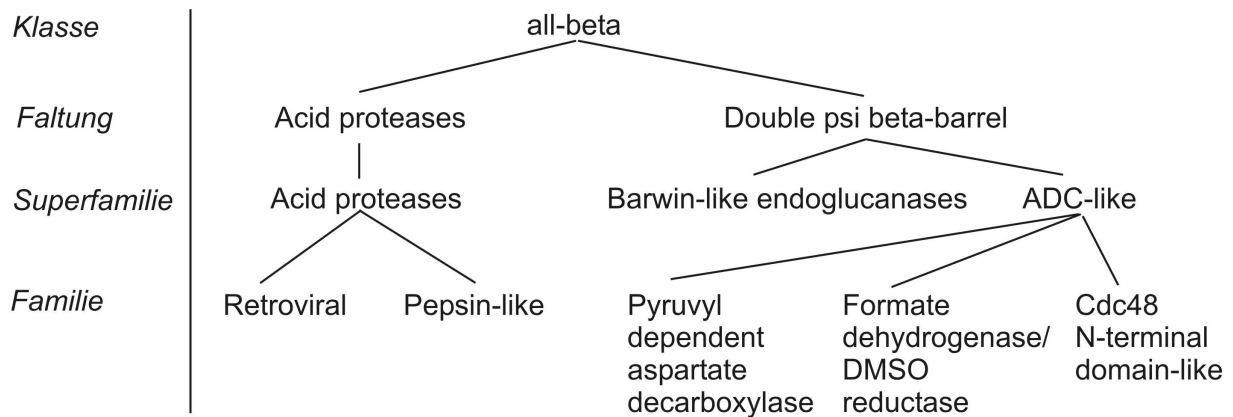 Klasse
all-beta
Faltung
Acid proteases
Double psi beta-barrel
Superfamilie
Acid proteases
Barwin-like endoglucanases
ADC-like
Familie
Retroviral
Pepsin-like
Pyruvyl
dependent
aspartate
decarboxylase
Formate
dehydrogenase/
DMSO
reductase
Cdc48
N-terminal
domain-like